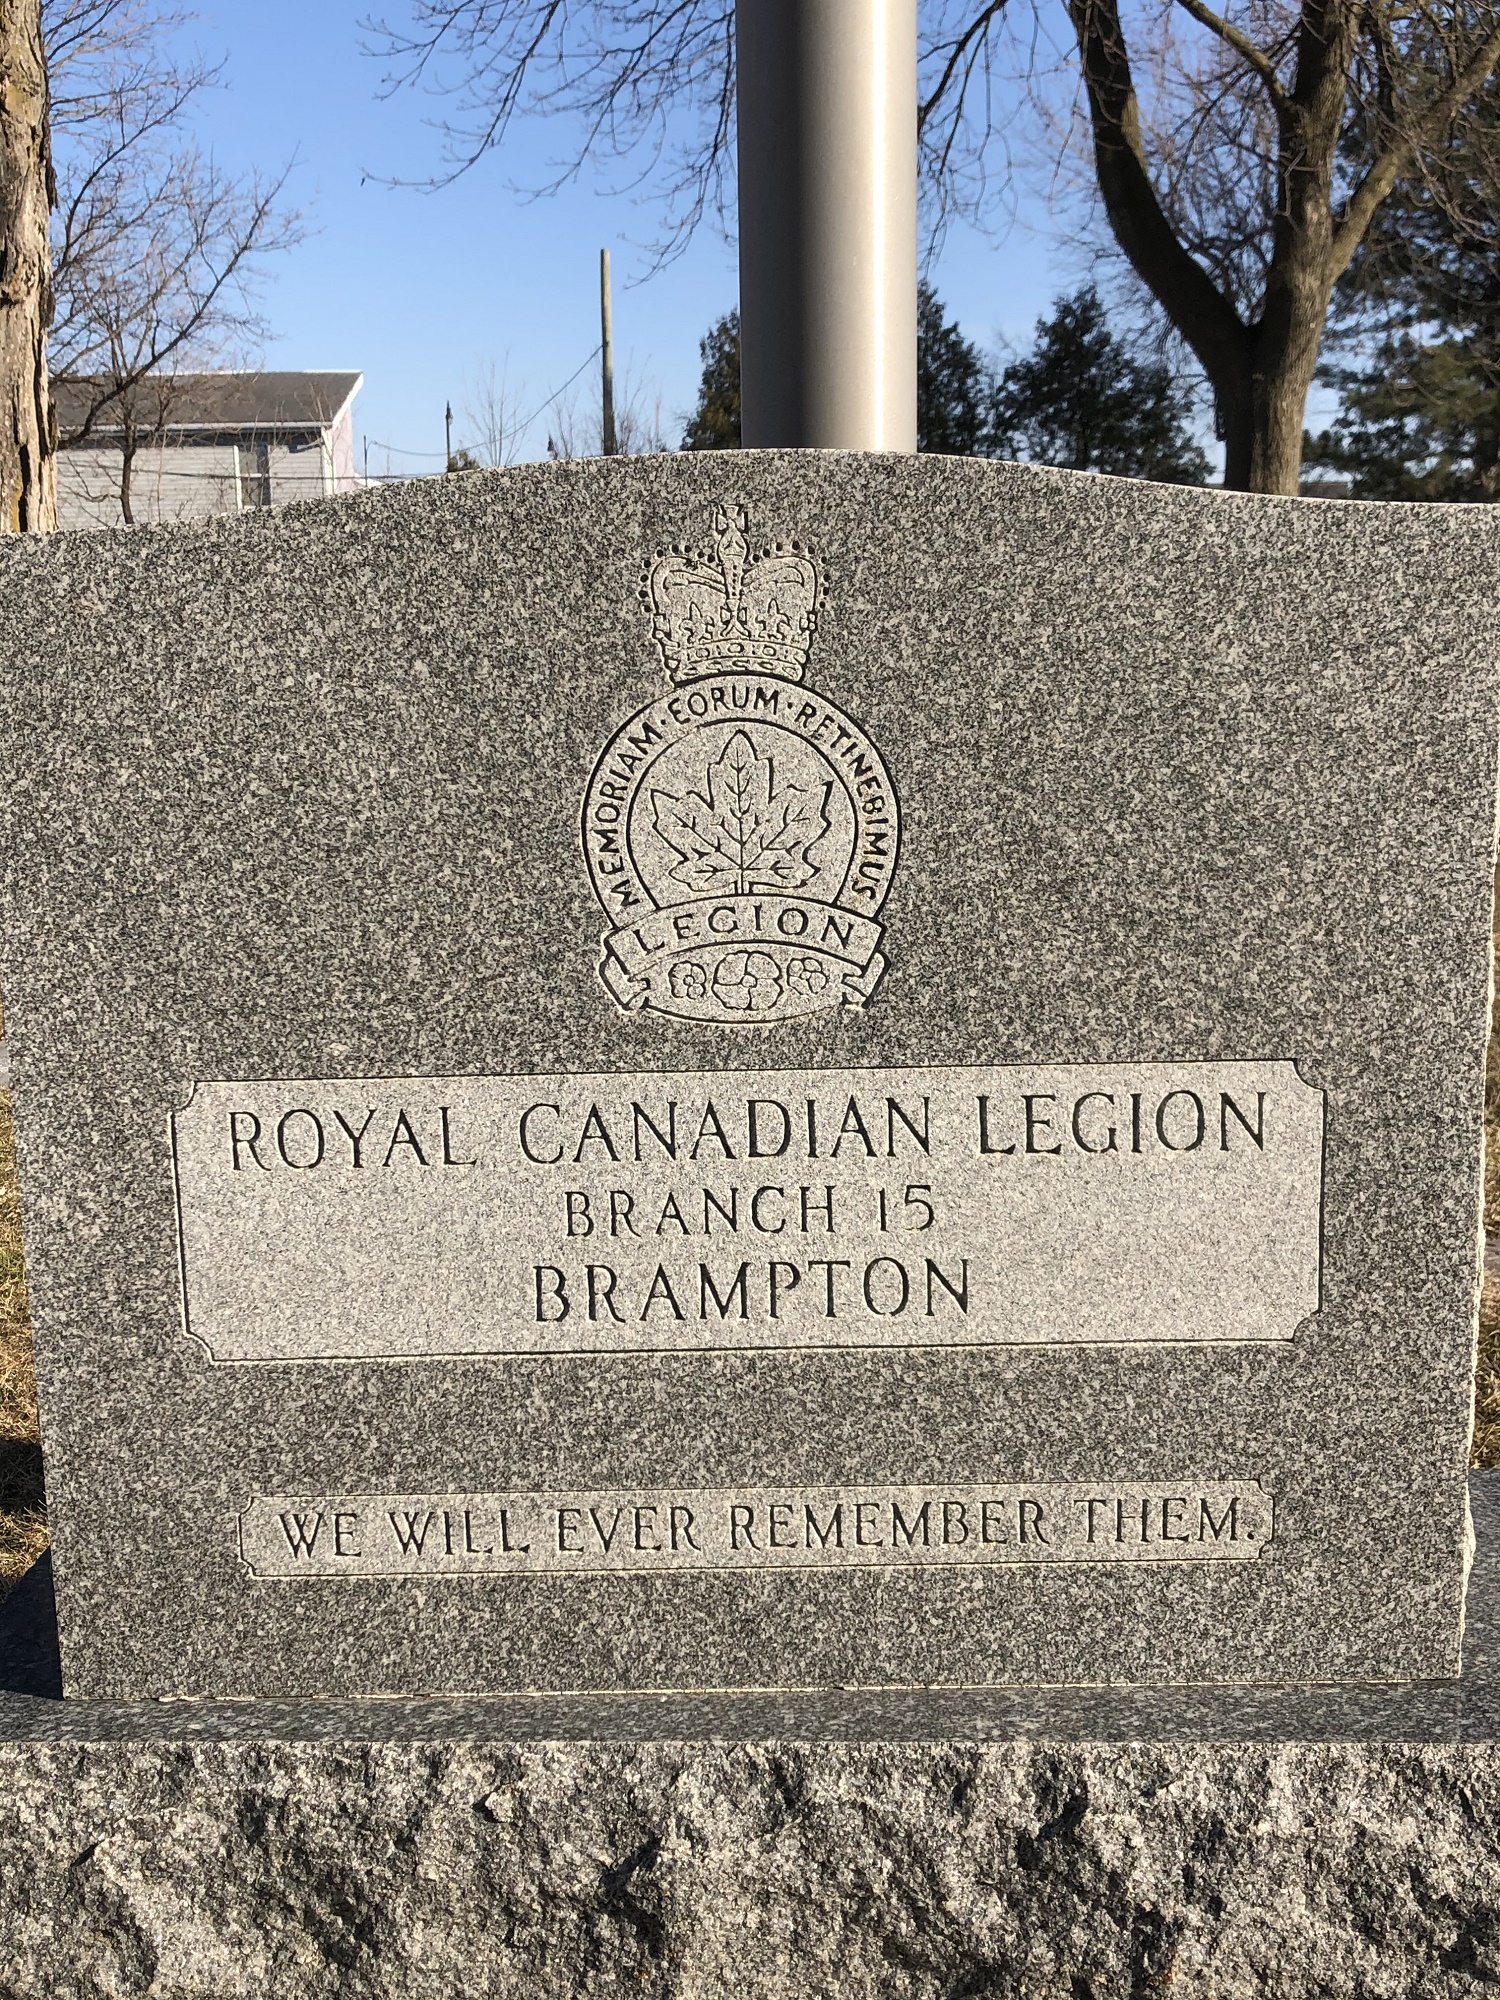 MEMORIAM · EORUM · RETINEBIMUS
LEGION
ROYAL CANADIAN LEGION
BRANCH 15
BRAMPTON
WE WILL EVER REMEMBER THEM.